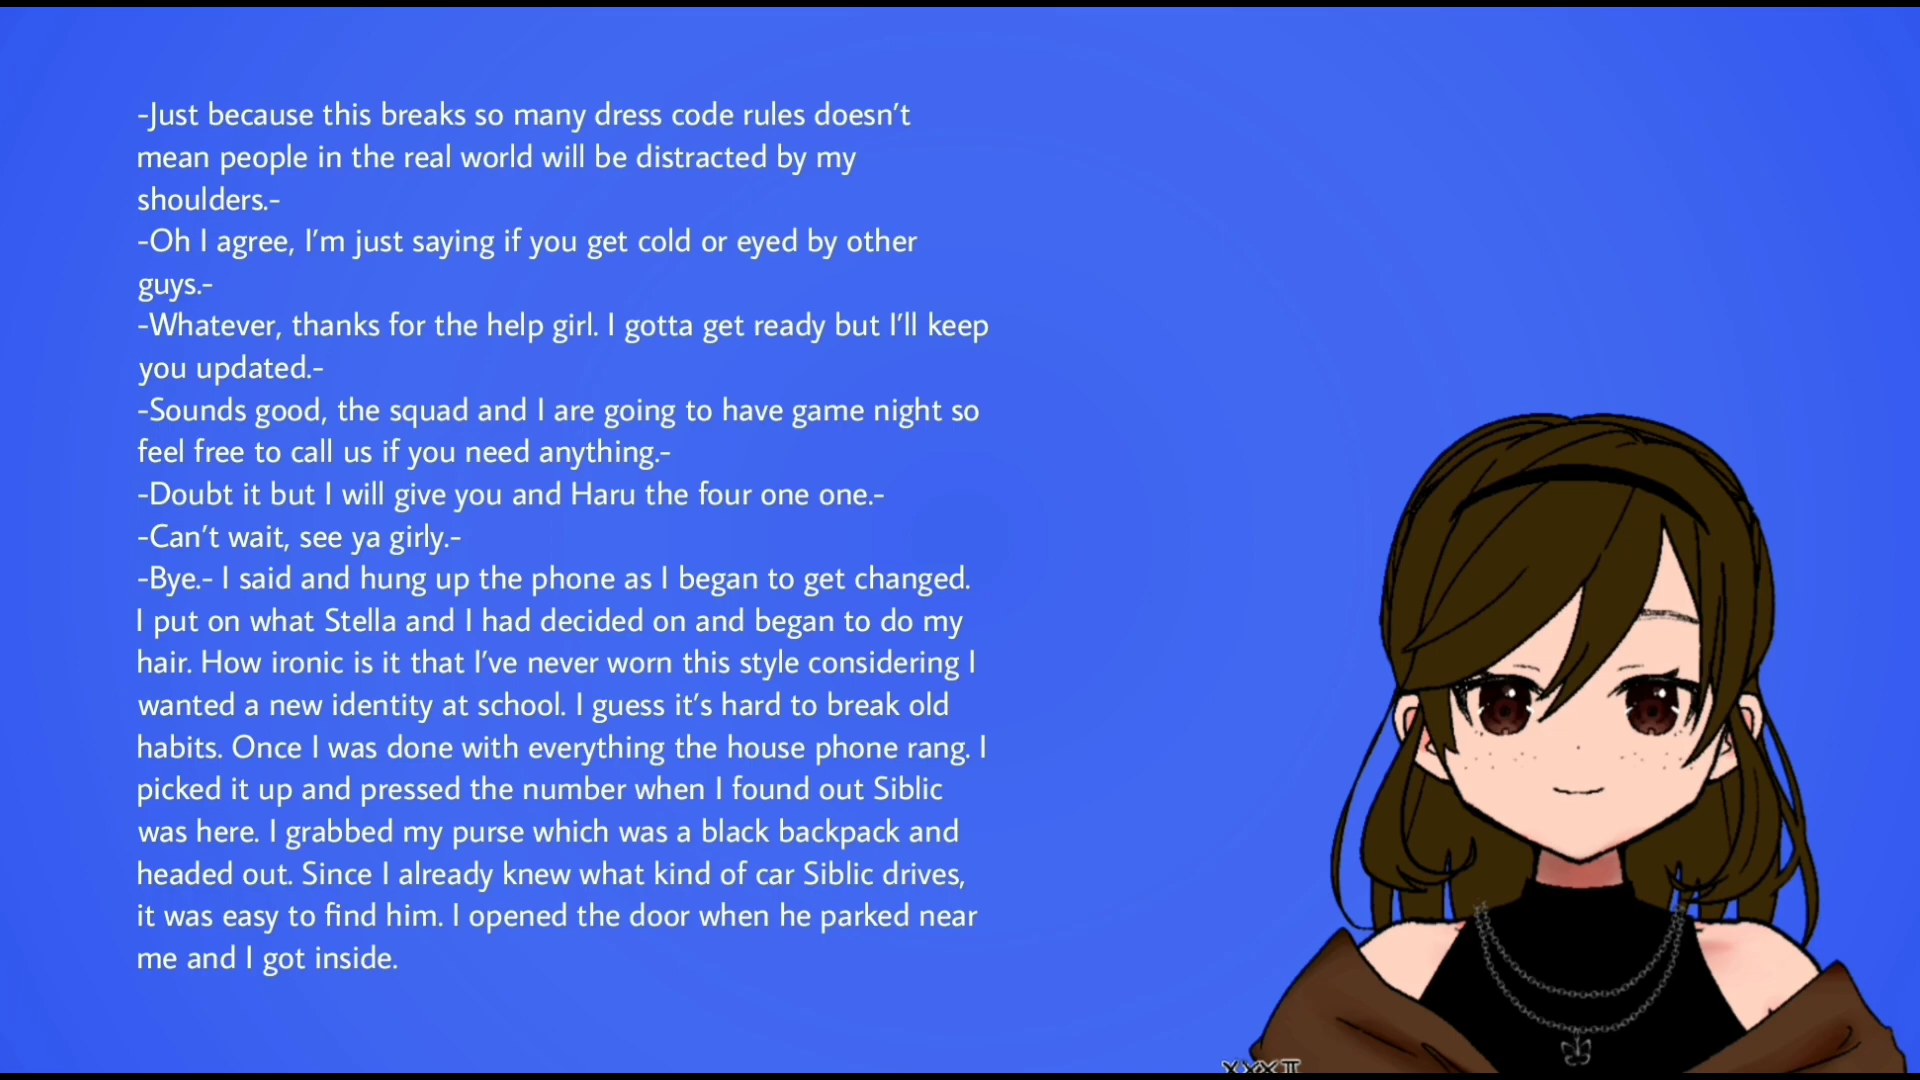 -Just because this breaks so many dress code rules doesn't
mean people in the real world will be distracted by my
shoulders.-
-Oh I agree, I'm just saying if you get cold or eyed by other
guys.-
-Whatever, thanks for the help girl. I gotta get ready but I'll keep
you updated.-
-Sounds good, the squad and I are going to have game night so
feel free to call us if you need anything.-
-Doubt it but I will give you and Haru the four one one.-
-Can't wait, see ya girly.-
-Bye.- I said and hung up the phone as I began to get changed.
I put on what Stella and I had decided on and began to do my
hair. How ironic is it that I've never worn this style considering I
wanted a new identity at school. I guess it's hard to break old
habits. Once I was done with everything the house phone rang. I
picked it up and pressed the number when I found out Siblic
was here. I grabbed my purse which was a black backpack and
headed out. Since I already knew what kind of car Siblic drives,
it was easy to find him. I opened the door when he parked near
me and I got inside.